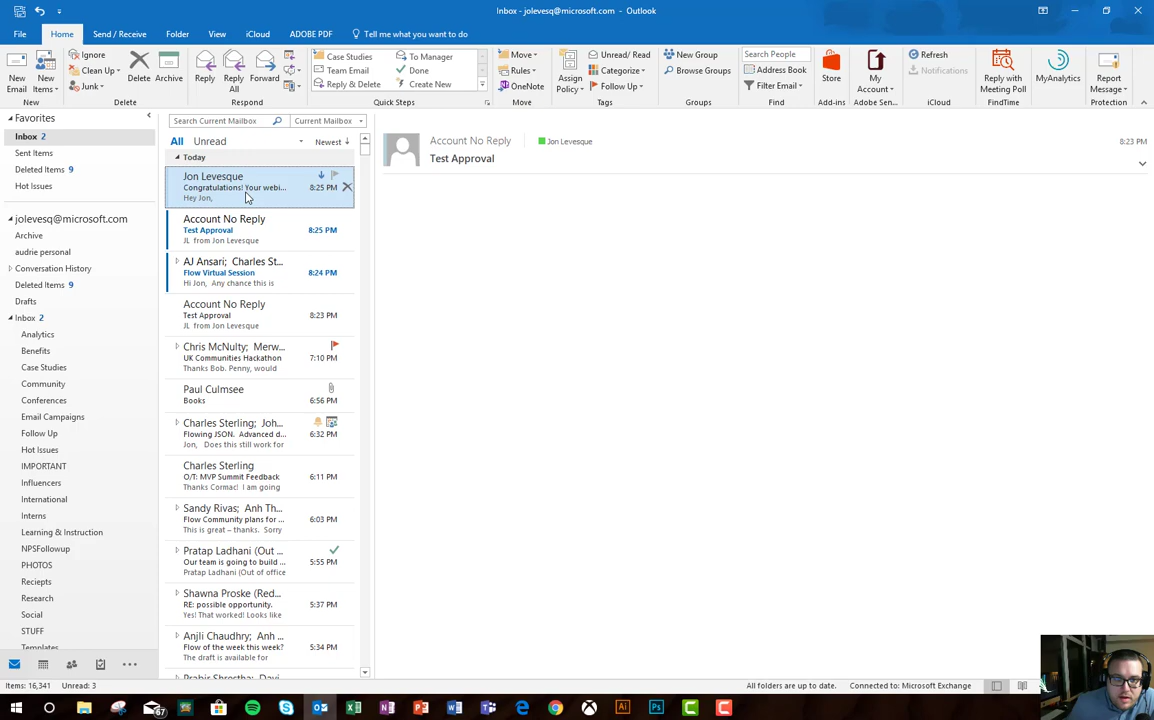 Inbox - jolevesq@microsoft.com - Outlook
File Home Send / Receive Folder View iCloud ADOBE PDF Tell me what you want to do
New Email
New Items
New
Ignore
Clean Up
Junk
Delete
Archive
Delete
Reply
Reply All
Forward
Respond
Case Studies
Team Email
Reply & Delete
To Manager
Done
Create New
Quick Steps
Move
Rules
OneNote
Move
Assign Policy
Unread/ Read
Categorize
Follow Up
Tags
New Group
Browse Groups
Groups
Search People
Address Book
Filter Email
Find
Store
Add-ins
My Account
Adobe Sen...
Refresh
Notifications
iCloud
Reply with Meeting Poll
FindTime
MyAnalytics
Report Message
Protection
Favorites
Inbox 2
Sent Items
Deleted Items 9
Hot Issues
jolevesq@microsoft.com
Archive
audrie personal
Conversation History
Deleted Items 9
Drafts
Inbox 2
Analytics
Benefits
Case Studies
Community
Conferences
Email Campaigns
Follow Up
Hot Issues
IMPORTANT
Influencers
International
Interns
Learning & Industry
NPSFollowup
PHOTOS
Reciepts
Research
Social
STUFF
Templates
Search Current Mailbox Current Mailbox
All Unread Newest
Today
Jon Levesque
Congratulations! Your webi... 8:25 PM
Hey Jon,
Account No Reply
Test Approval 8:25 PM
JL from Jon Levesque
AJ Ansari; Charles St...
Flow Virtual Session 8:24 PM
Hi Jon, Any chance this is
Account No Reply
Test Approval 8:23 PM
JL from Jon Levesque
Chris McNulty; Merw...
UK Communities Hackathon 7:10 PM
Thanks Bob. Penny, would
Paul Culmsee
Books 6:56 PM
Charles Sterling; Joh...
Flowing JSON. Advanced d... 6:32 PM
Jon, Does this still work for
Charles Sterling
O/T: MVP Summit Feedback 6:11 PM
Thanks Cormac! I am going
Sandy Rivas; Anh Th...
Flow Community plans for ... 6:03 PM
This is great – thanks. Sorry
Pratap Ladhani (Out ...
Our team is going to build ... 5:55 PM
Pratap Ladhani (Out of office
Shawna Proske (Red...
RE: possible opportunity. 5:37 PM
Yes! That worked! Looks like
Anjli Chaudhry; Anh ...
Flow of the week this week? 5:34 PM
The draft is available for
Prabir Shrestha; Davi...
Account No Reply Jon Levesque 8:23 PM
Test Approval
Items: 16,341 Unread: 3 All folders are up to date. Connected to: Microsoft Exchange
67